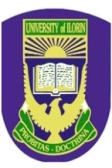 UNIVERSITY of ILORIN
PROBITAS - DOCTRINA